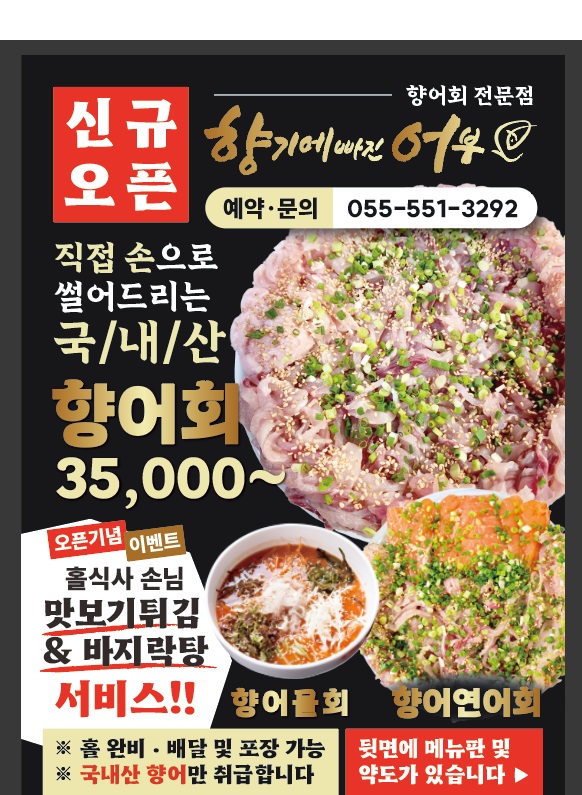 신규
오픈
향어회 전문점
향기에 빠진 어부
예약·문의 055-551-3292
직접 손으로
썰어드리는
국/내/산
향어회
35,000~
오픈기념 이벤트
홀식사 손님
맛보기튀김
& 바지락탕
서비스!!
향어물회
향어연어회
※ 홀 완비 · 배달 및 포장 가능
※ 국내산 향어만 취급합니다
뒷면에 메뉴판 및
약도가 있습니다 ▶